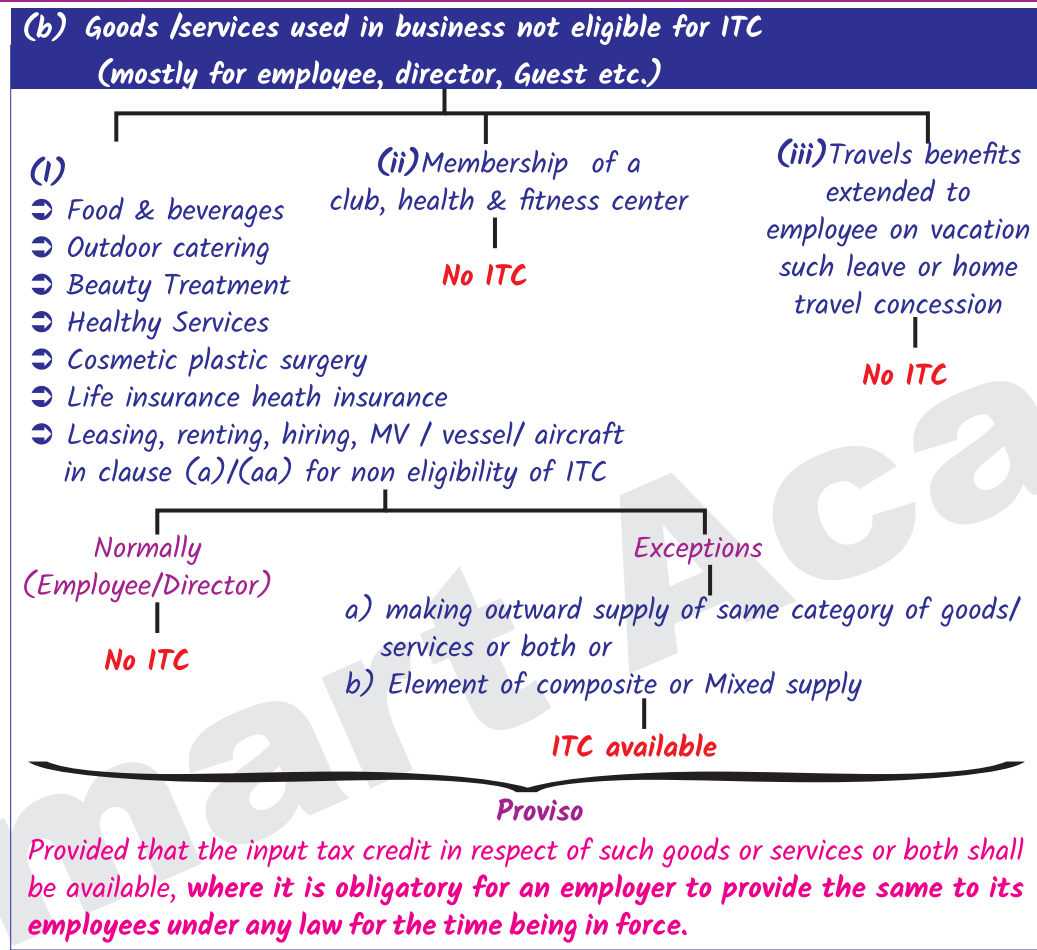 (b) Goods /services used in business not eligible for ITC
(mostly for employee, director, Guest etc.)
(I)
Food & beverages
Outdoor catering
Beauty Treatment
Healthy Services
Cosmetic plastic surgery
Life insurance heath insurance
Leasing, renting, hiring, MV / vessel/ aircraft
in clause (a)/(aa) for non eligibility of ITC
(ii)Membership of a
club, health & fitness center
No ITC
(iii)Travels benefits
extended to
employee on vacation
such leave or home
travel concession
No ITC
Normally
(Employee/Director)
No ITC
Exceptions
a) making outward supply of same category of goods/
services or both or
b) Element of composite or Mixed supply
ITC available
Proviso
Provided that the input tax credit in respect of such goods or services or both shall
be available, where it is obligatory for an employer to provide the same to its
employees under any law for the time being in force.
mart Aca